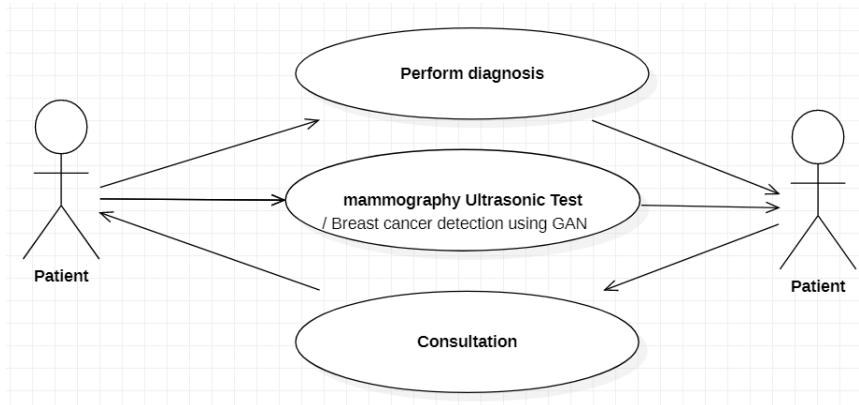 Perform diagnosis
mammography Ultrasonic Test
/ Breast cancer detection using GAN
Patient
Patient
Consultation